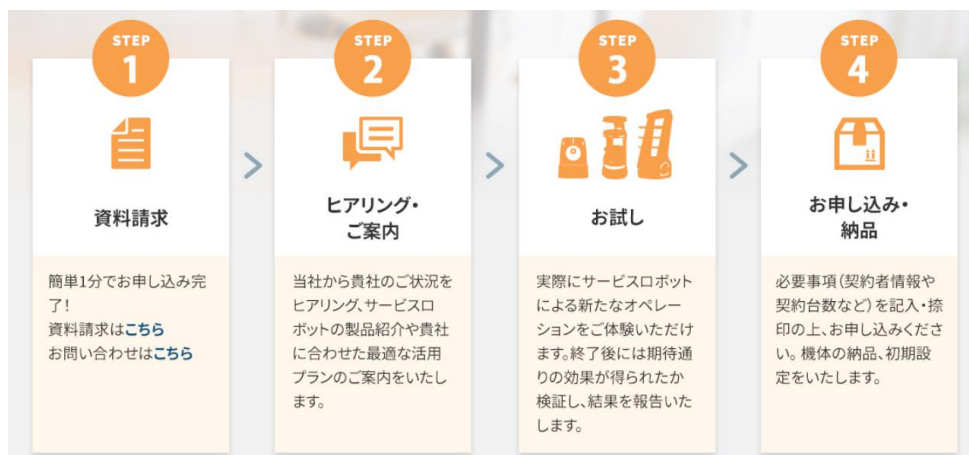 STEP
1
資料請求
簡単1分でお申し込み完
了!
資料請求はこちら
お問い合わせはこちら
STEP
2
ヒアリング・
ご案内
当社から貴社のご状況を
ヒアリング、サービスロ
ボットの製品紹介や貴社
に合わせた最適な活用
プランのご案内をいたし
ます。
STEP
3
お試し
実際にサービスロボット
による新たなオペレー
ションをご体験いただけ
ます。終了後には期待通
りの効果が得られたか
検証し、結果を報告いた
します。
STEP
4
お申し込み・
納品
必要事項(契約者情報や
契約台数など)を記入・捺
印の上、お申し込みくださ
い。機体の納品、初期設
定をいたします。